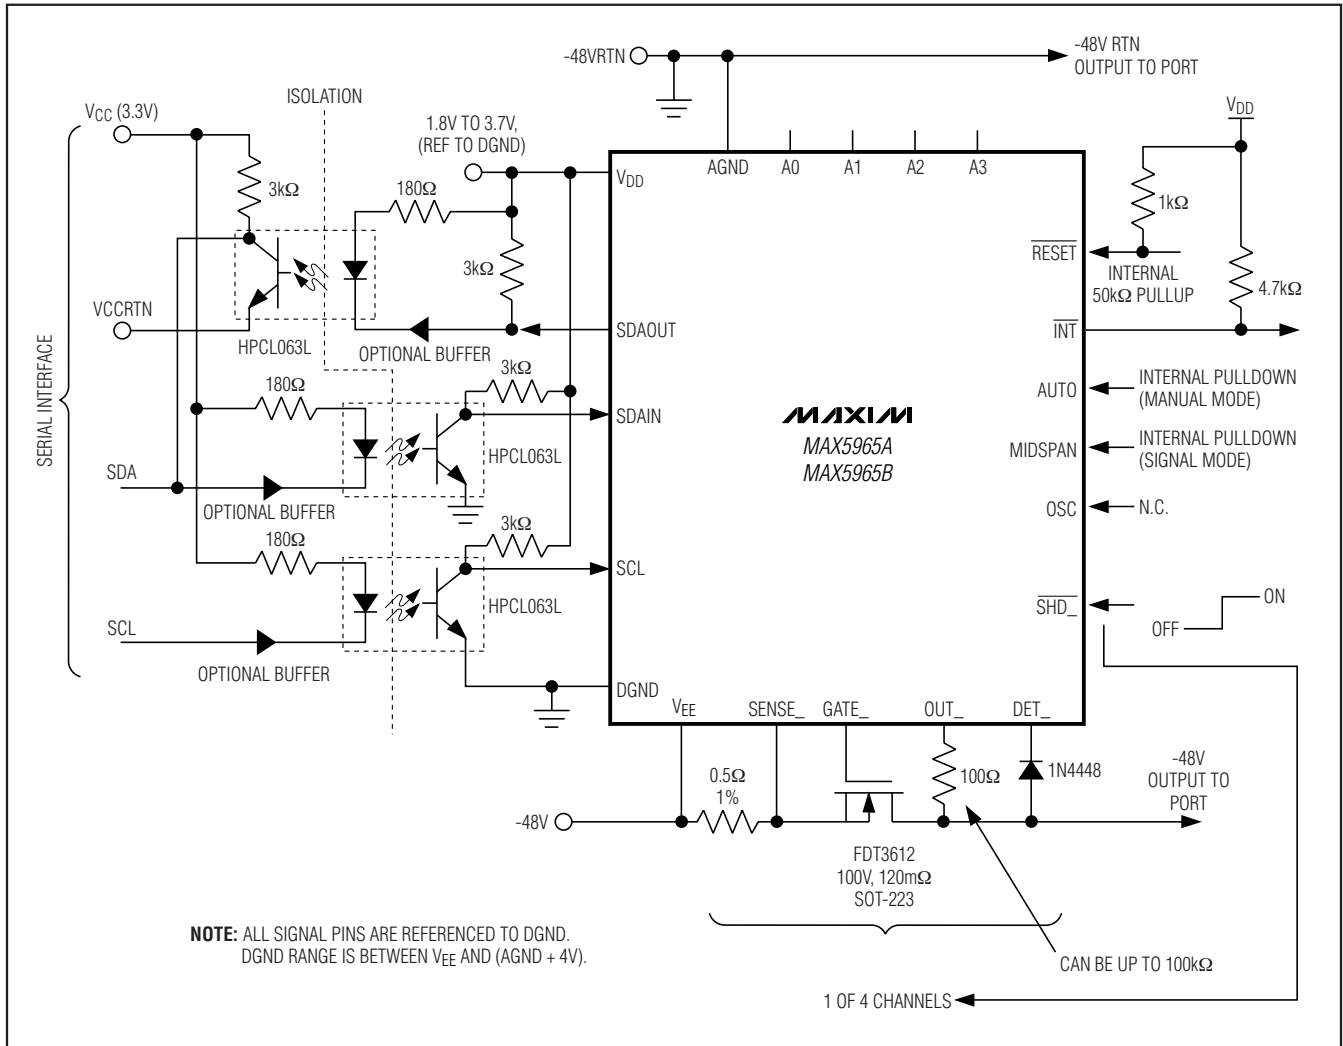 -48VRTN
-48V RTN
OUTPUT TO PORT
ISOLATION
VCC (3.3V)
1.8V TO 3.7V,
(REF TO DGND)
VDD
3kΩ
180Ω
VDD
AGND
A0
A1
A2
A3
1kΩ
RESET
INTERNAL
50kΩ PULLUP
3kΩ
4.7kΩ
VCCRTN
HPCL063L
OPTIONAL BUFFER
SDAOUT
INT
SERIAL INTERFACE
180Ω
3kΩ
SDAIN
HPCL063L
MAXIM
MAX5965A
MAX5965B
AUTO
INTERNAL PULLDOWN
(MANUAL MODE)
MIDSPAN
INTERNAL PULLDOWN
(SIGNAL MODE)
SDA
OPTIONAL BUFFER
OSC
N.C.
180Ω
3kΩ
SCL
HPCL063L
SHD_
OFF
ON
SCL
OPTIONAL BUFFER
DGND
VEE
SENSE_
GATE_
OUT_
DET_
0.5Ω
1%
100Ω
1N4448
-48V
OUTPUT TO
PORT
-48V
FDT3612
100V, 120mΩ
SOT-223
NOTE: ALL SIGNAL PINS ARE REFERENCED TO DGND.
DGND RANGE IS BETWEEN VEE AND (AGND + 4V).
CAN BE UP TO 100kΩ
1 OF 4 CHANNELS